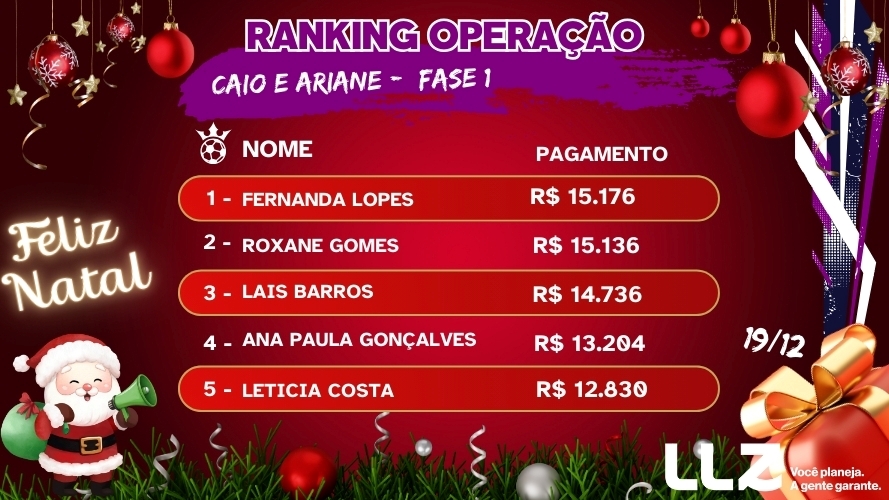 RANKING OPERAÇÃO
CAIO E ARIANE - FASE 1
NOME PAGAMENTO
1 - FERNANDA LOPES R$ 15.176
2 - ROXANE GOMES R$ 15.136
3 - LAIS BARROS R$ 14.736
4 - ANA PAULA GONÇALVES R$ 13.204
5 - LETICIA COSTA R$ 12.830
Feliz
Natal
19/12
LLZ
Você planeja.
A gente garante.